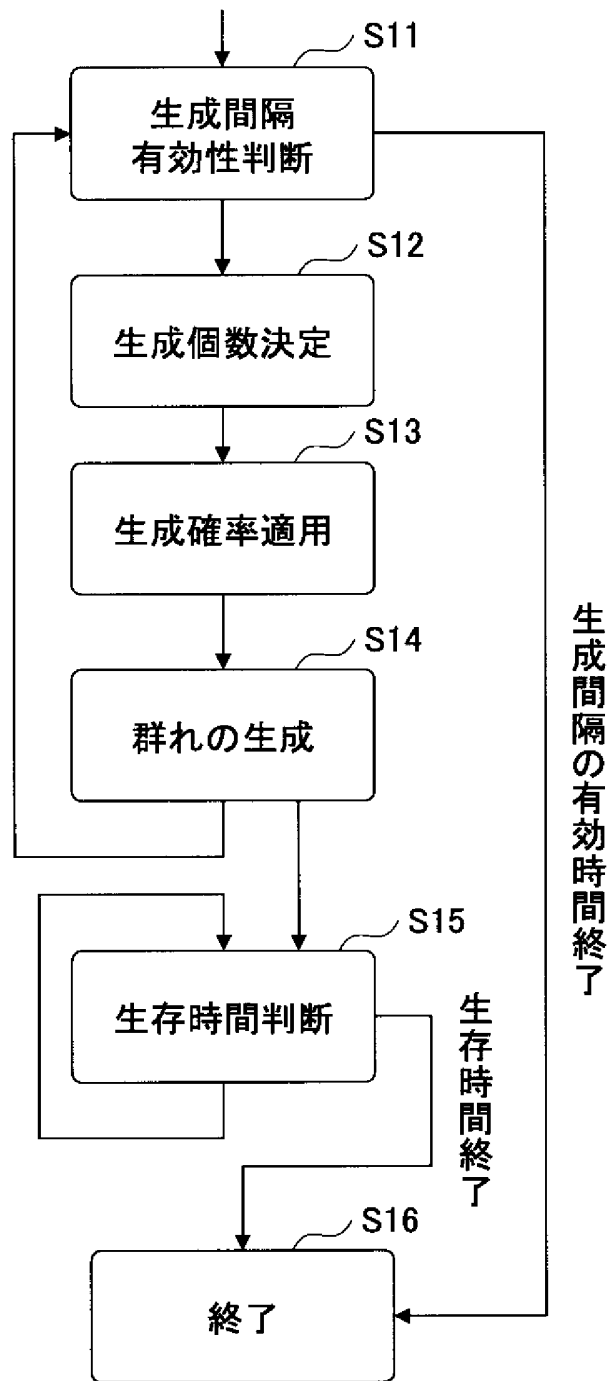 S11
生成間隔
有効性判断
S12
生成個数決定
S13
生成確率適用
S14
群れの生成
生成間隔の有効時間終了
S15
生存時間判断
生存時間終了
S16
終了